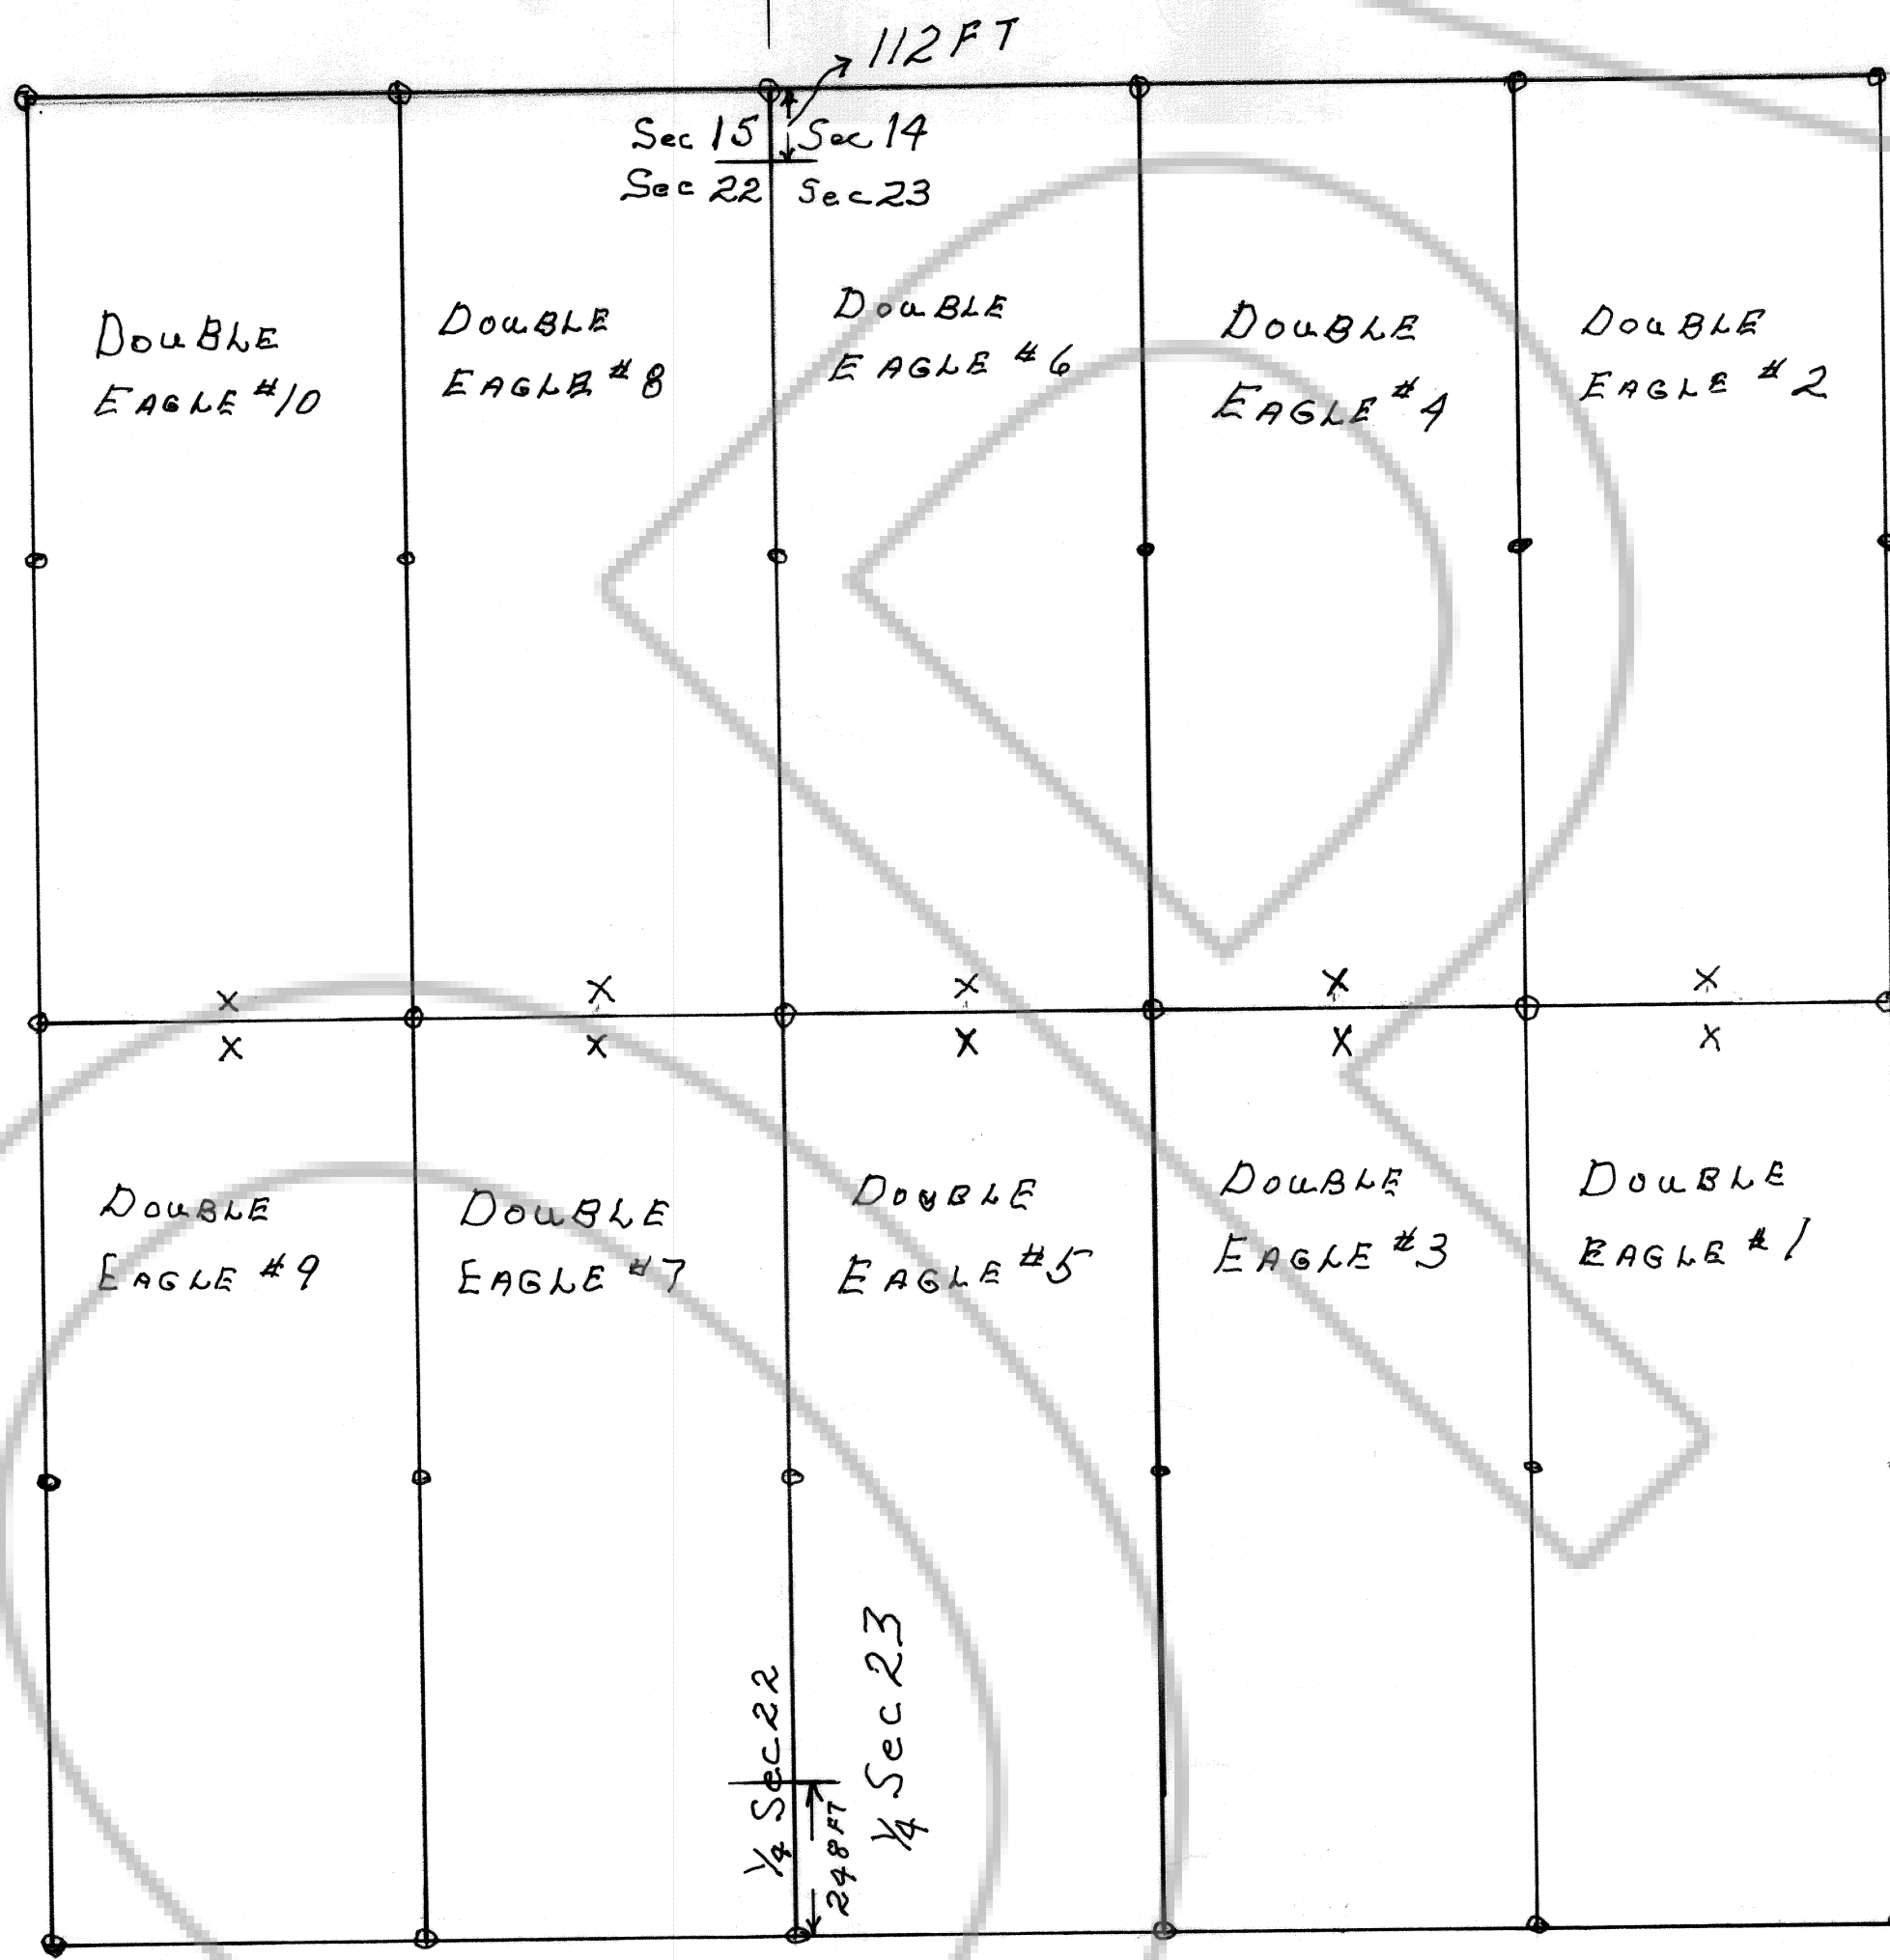 112 FT
Sec 15 Sec 14
Sec 22 Sec 23
DOUBLE
EAGLE #10
DOUBLE
EAGLE #8
DOUBLE
EAGLE #6
DOUBLE
EAGLE #4
DOUBLE
EAGLE #2
X X X X X
X X X X X
DOUBLE
EAGLE #9
DOUBLE
EAGLE #7
DOUBLE
EAGLE #5
DOUBLE
EAGLE #3
DOUBLE
EAGLE #1
1/4 Sec 22
248 FT
1/4 Sec 23